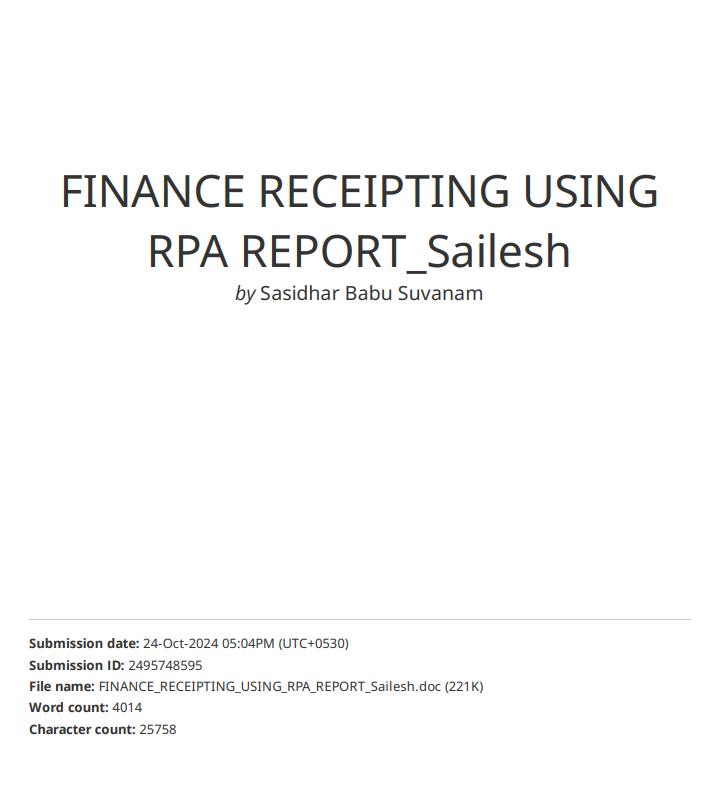 FINANCE RECEIPTING USING
RPA REPORT_Sailesh
by Sasidhar Babu Suvanam
Submission date: 24-Oct-2024 05:04PM (UTC+0530)
Submission ID: 2495748595
File name: FINANCE_RECEIPTING_USING_RPA_REPORT_Sailesh.doc (221K)
Word count: 4014
Character count: 25758